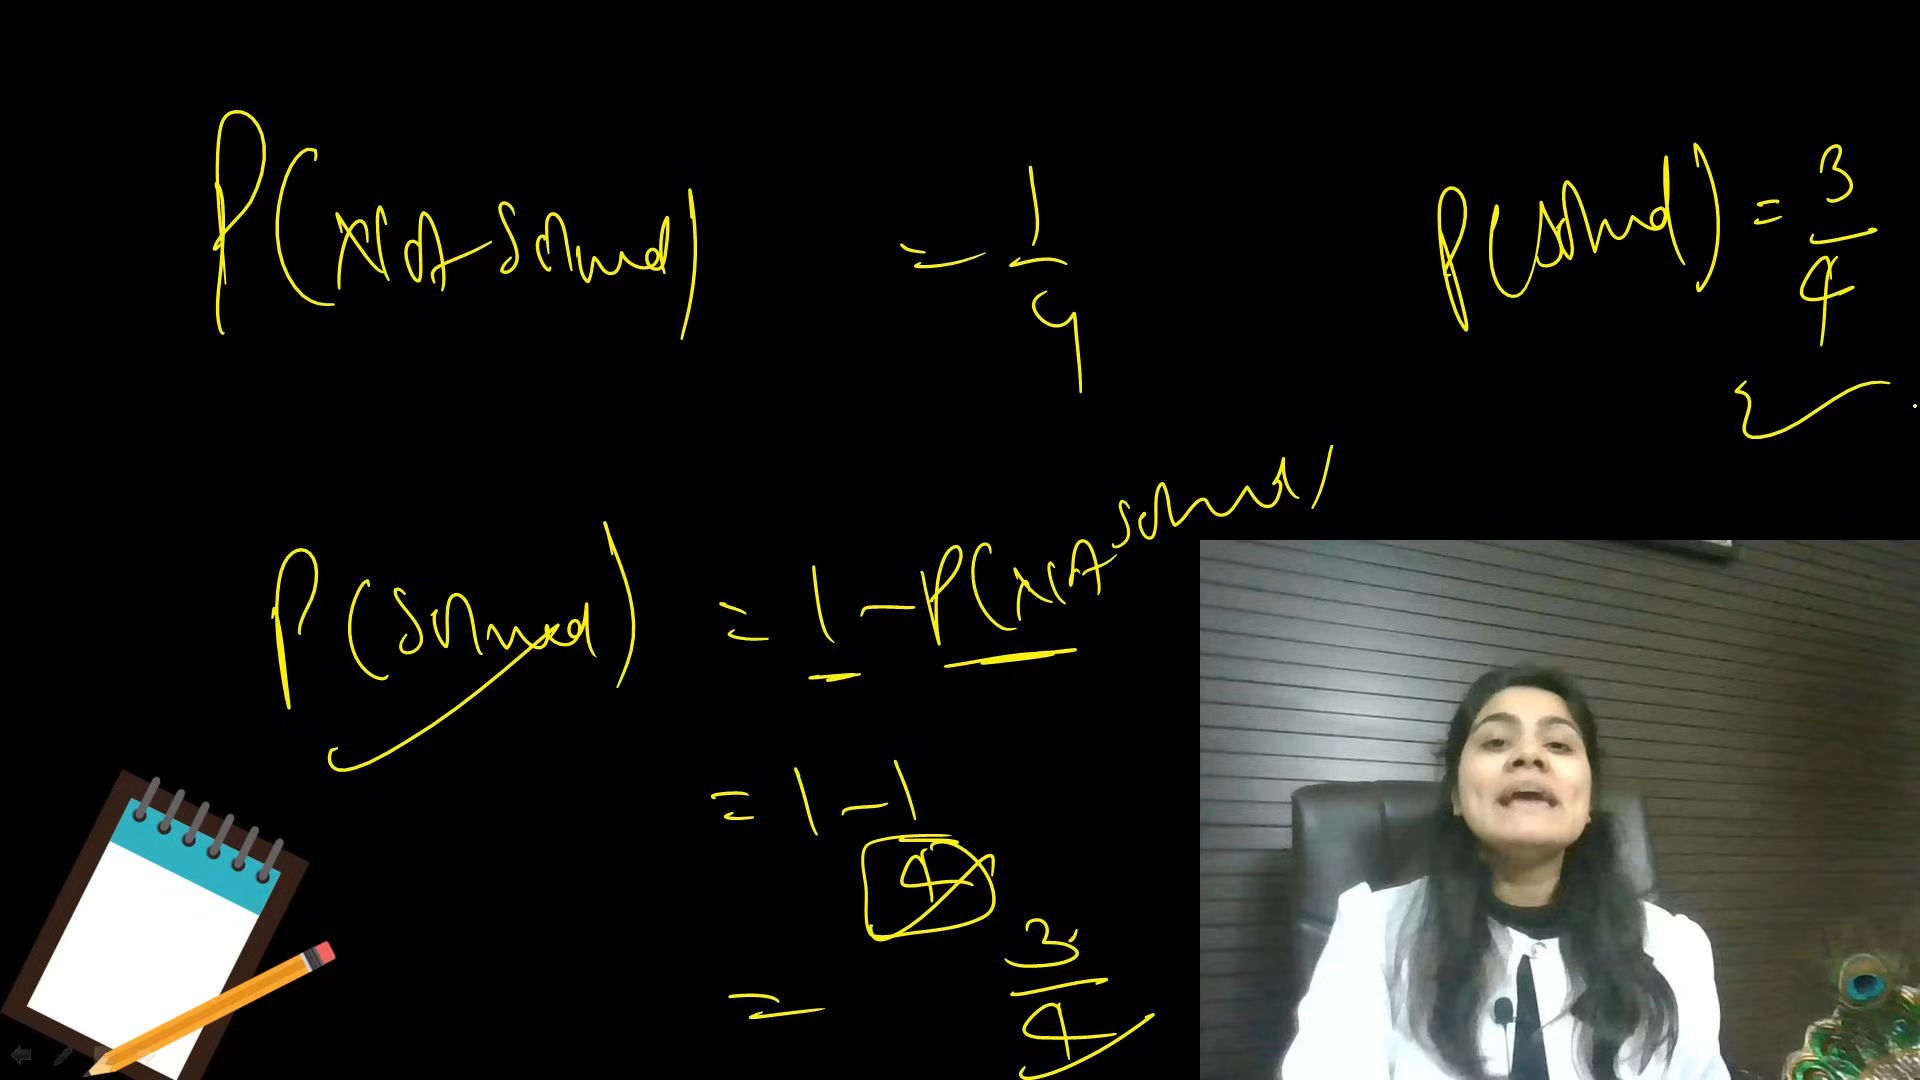 P(Not solved) = 1/4
P(solved) = 3/4
P(solved) = 1 - P(Not solved)
= 1 - 1/4
= 3/4